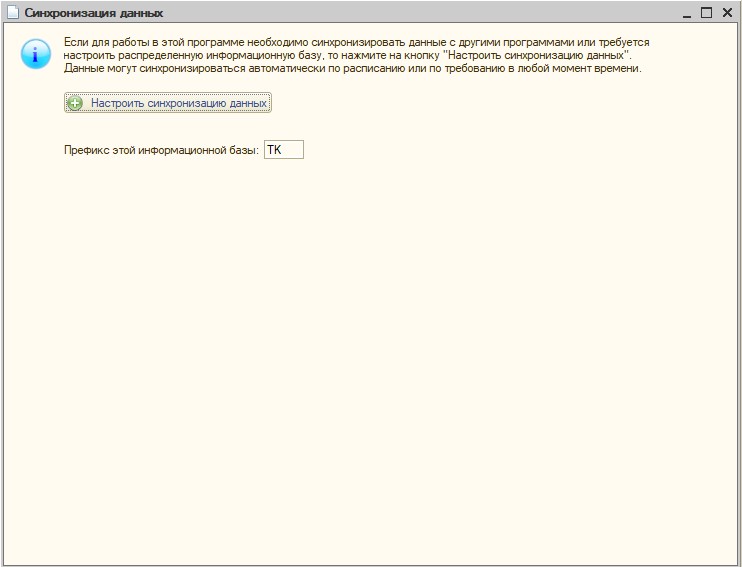 Синхронизация данных
Если для работы в этой программе необходимо синхронизировать данные с другими программами или требуется
настроить распределенную информационную базу, то нажмите на кнопку "Настроить синхронизацию данных".
Данные могут синхронизироваться автоматически по расписанию или по требованию в любой момент времени.
Настроить синхронизацию данных
Префикс этой информационной базы: ТК